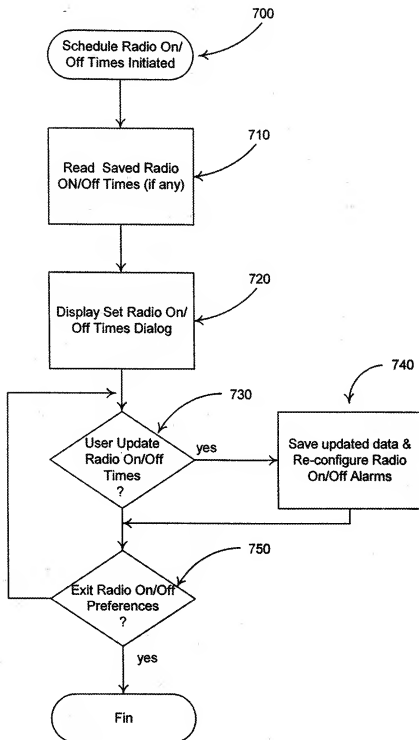 700
Schedule Radio On/
Off Times Initiated
710
Read Saved Radio
ON/Off Times (if any)
720
Display Set Radio On/
Off Times Dialog
730
740
User Update
Radio On/Off
Times
?
yes
Save updated data &
Re-configure Radio
On/Off Alarms
750
Exit Radio On/Off
Preferences
?
yes
Fin